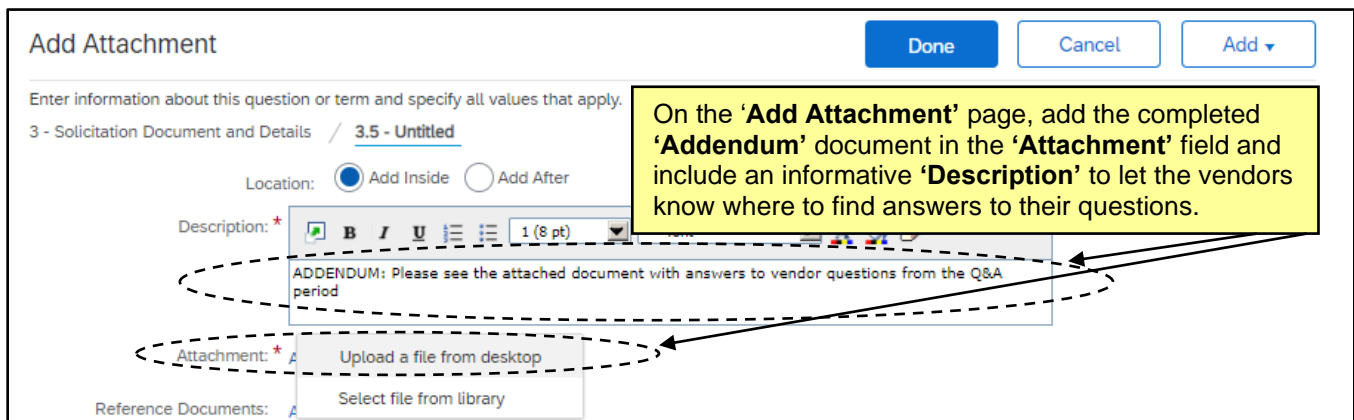 Add Attachment
Done
Cancel
Add
Enter information about this question or term and specify all values that apply.
3 - Solicitation Document and Details / 3.5 - Untitled
On the ‘Add Attachment’ page, add the completed
‘Addendum’ document in the ‘Attachment’ field and
include an informative ‘Description’ to let the vendors
know where to find answers to their questions.
Location: Add Inside Add After
Description: *
B I U 1 (8 pt)
ADDENDUM: Please see the attached document with answers to vendor questions from the Q&A
period
Attachment: * Upload a file from desktop
Select file from library
Reference Documents: